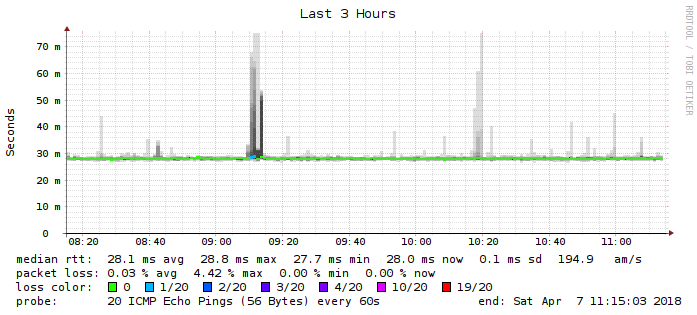 Last 3 Hours
RRDTOOL / TOBI OETIKER
Seconds
70 m
60 m
50 m
40 m
30 m
20 m
10 m
0
08:20 08:40 09:00 09:20 09:40 10:00 10:20 10:40 11:00
median rtt: 28.1 ms avg 28.8 ms max 27.7 ms min 28.0 ms now 0.1 ms sd 194.9 am/s
packet loss: 0.03 % avg 4.42 % max 0.00 % min 0.00 % now
loss color: 0 1/20 2/20 3/20 4/20 10/20 19/20
probe: 20 ICMP Echo Pings (56 Bytes) every 60s end: Sat Apr 7 11:15:03 2018